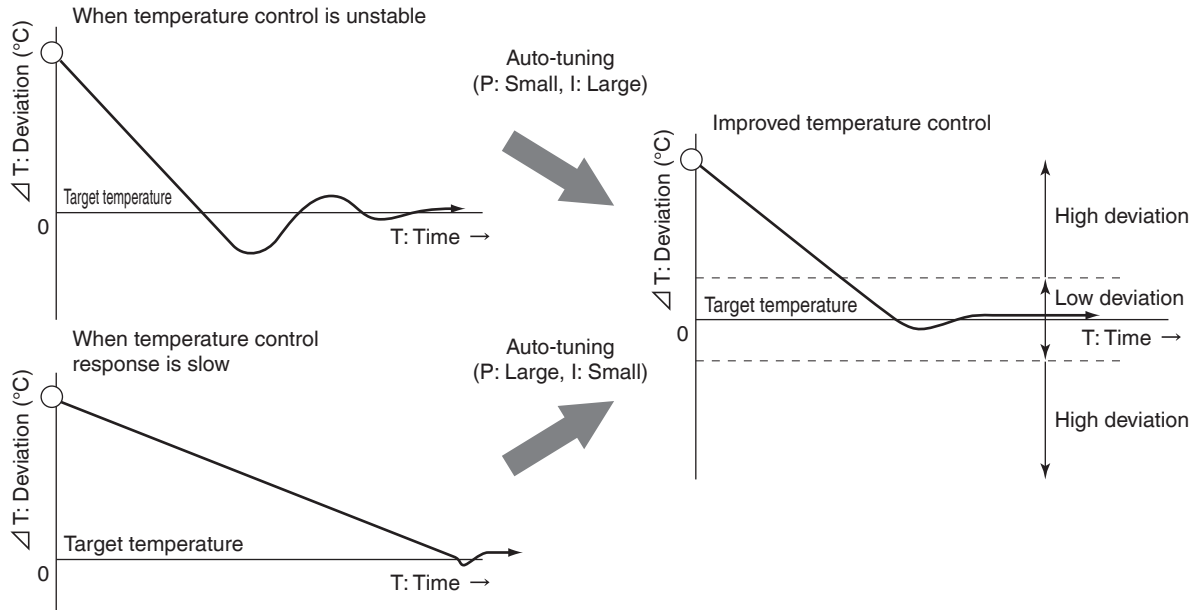 When temperature control is unstable
⊿T: Deviation (°C)
Target temperature
0
T: Time →
Auto-tuning
(P: Small, I: Large)
When temperature control
response is slow
⊿T: Deviation (°C)
Target temperature
0
T: Time →
Auto-tuning
(P: Large, I: Small)
Improved temperature control
⊿T: Deviation (°C)
High deviation
Target temperature
Low deviation
0
T: Time →
High deviation